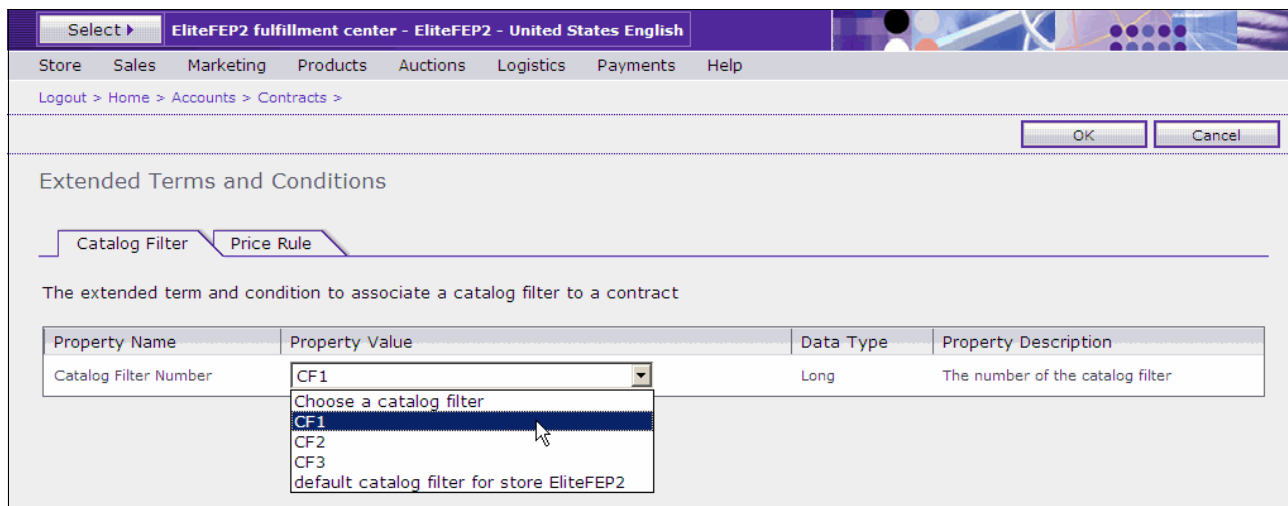 Select EliteFEP2 fulfillment center - EliteFEP2 - United States English
Store Sales Marketing Products Auctions Logistics Payments Help
Logout > Home > Accounts > Contracts >
OK Cancel
Extended Terms and Conditions
Catalog Filter Price Rule
The extended term and condition to associate a catalog filter to a contract
Property Name Property Value Data Type Property Description
Catalog Filter Number CF1 Long The number of the catalog filter
Choose a catalog filter
CF1
CF2
CF3
default catalog filter for store EliteFEP2